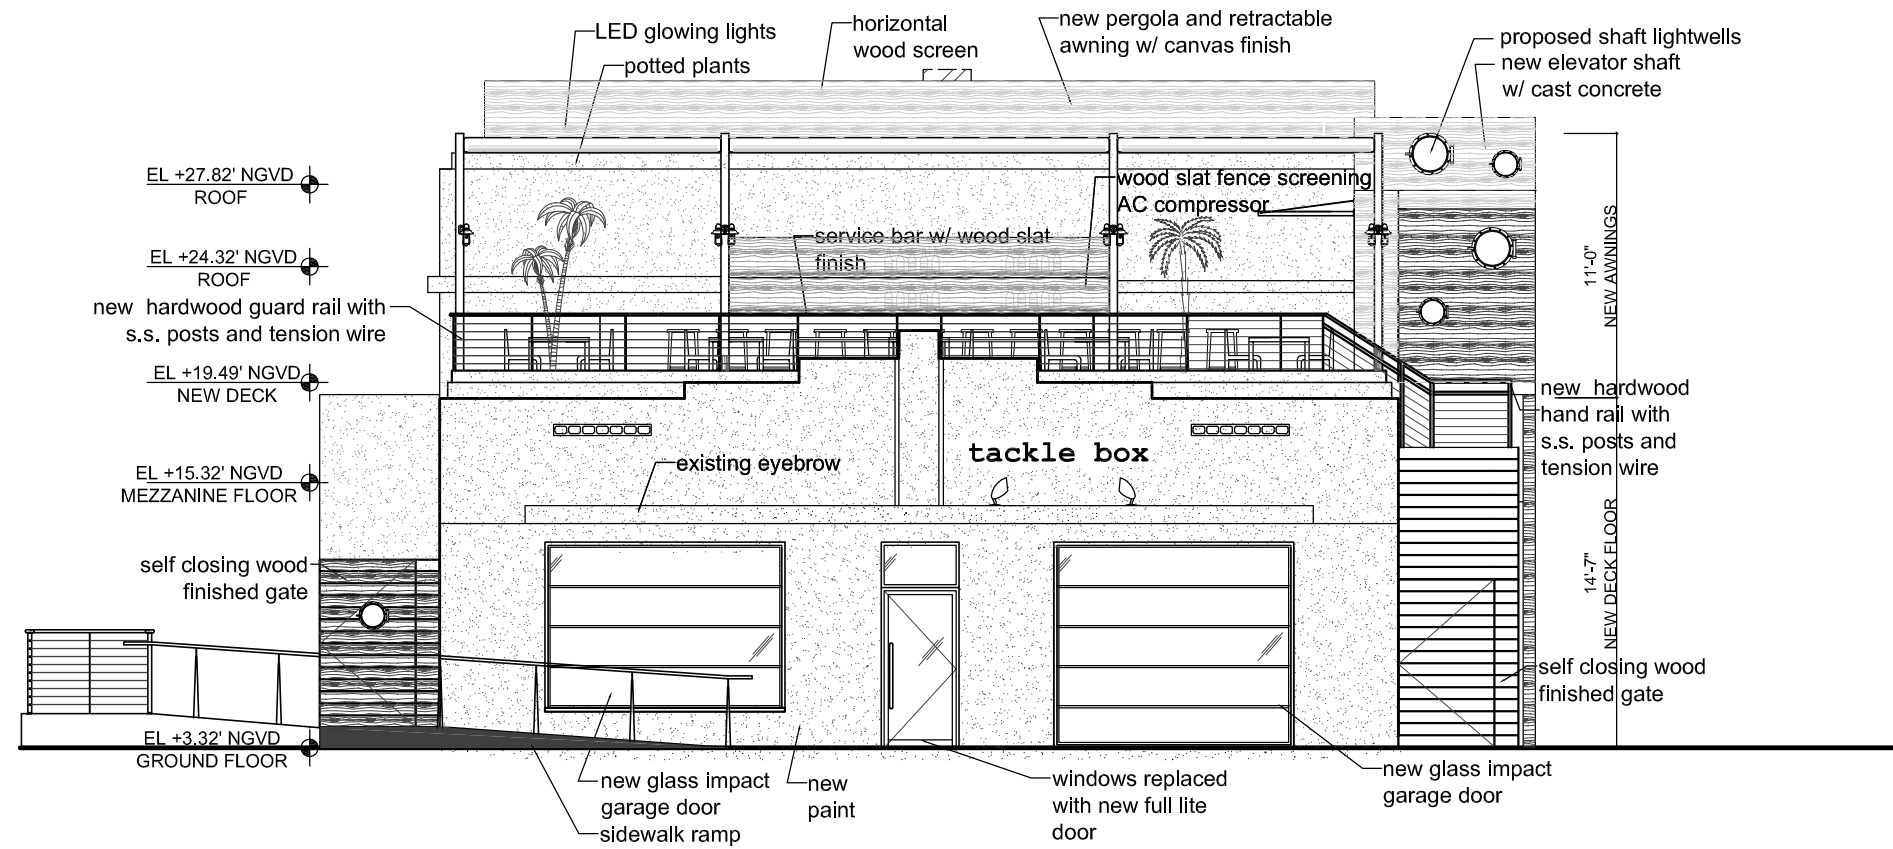 LED glowing lights
potted plants
horizontal
wood screen
new pergola and retractable
awning w/ canvas finish
proposed shaft lightwells
new elevator shaft
w/ cast concrete
EL +27.82' NGVD
ROOF
EL +24.32' NGVD
ROOF
new hardwood guard rail with
s.s. posts and tension wire
EL +19.49' NGVD
NEW DECK
EL +15.32' NGVD
MEZZANINE FLOOR
self closing wood
finished gate
EL +3.32' NGVD
GROUND FLOOR
wood slat fence screening
AC compressor
service bar w/ wood slat
finish
existing eyebrow
tackle box
11'-0"
NEW AWNINGS
new hardwood
hand rail with
s.s. posts and
tension wire
14'-7"
NEW DECK FLOOR
self closing wood
finished gate
new glass impact
garage door
sidewalk ramp
new
paint
windows replaced
with new full lite
door
new glass impact
garage door